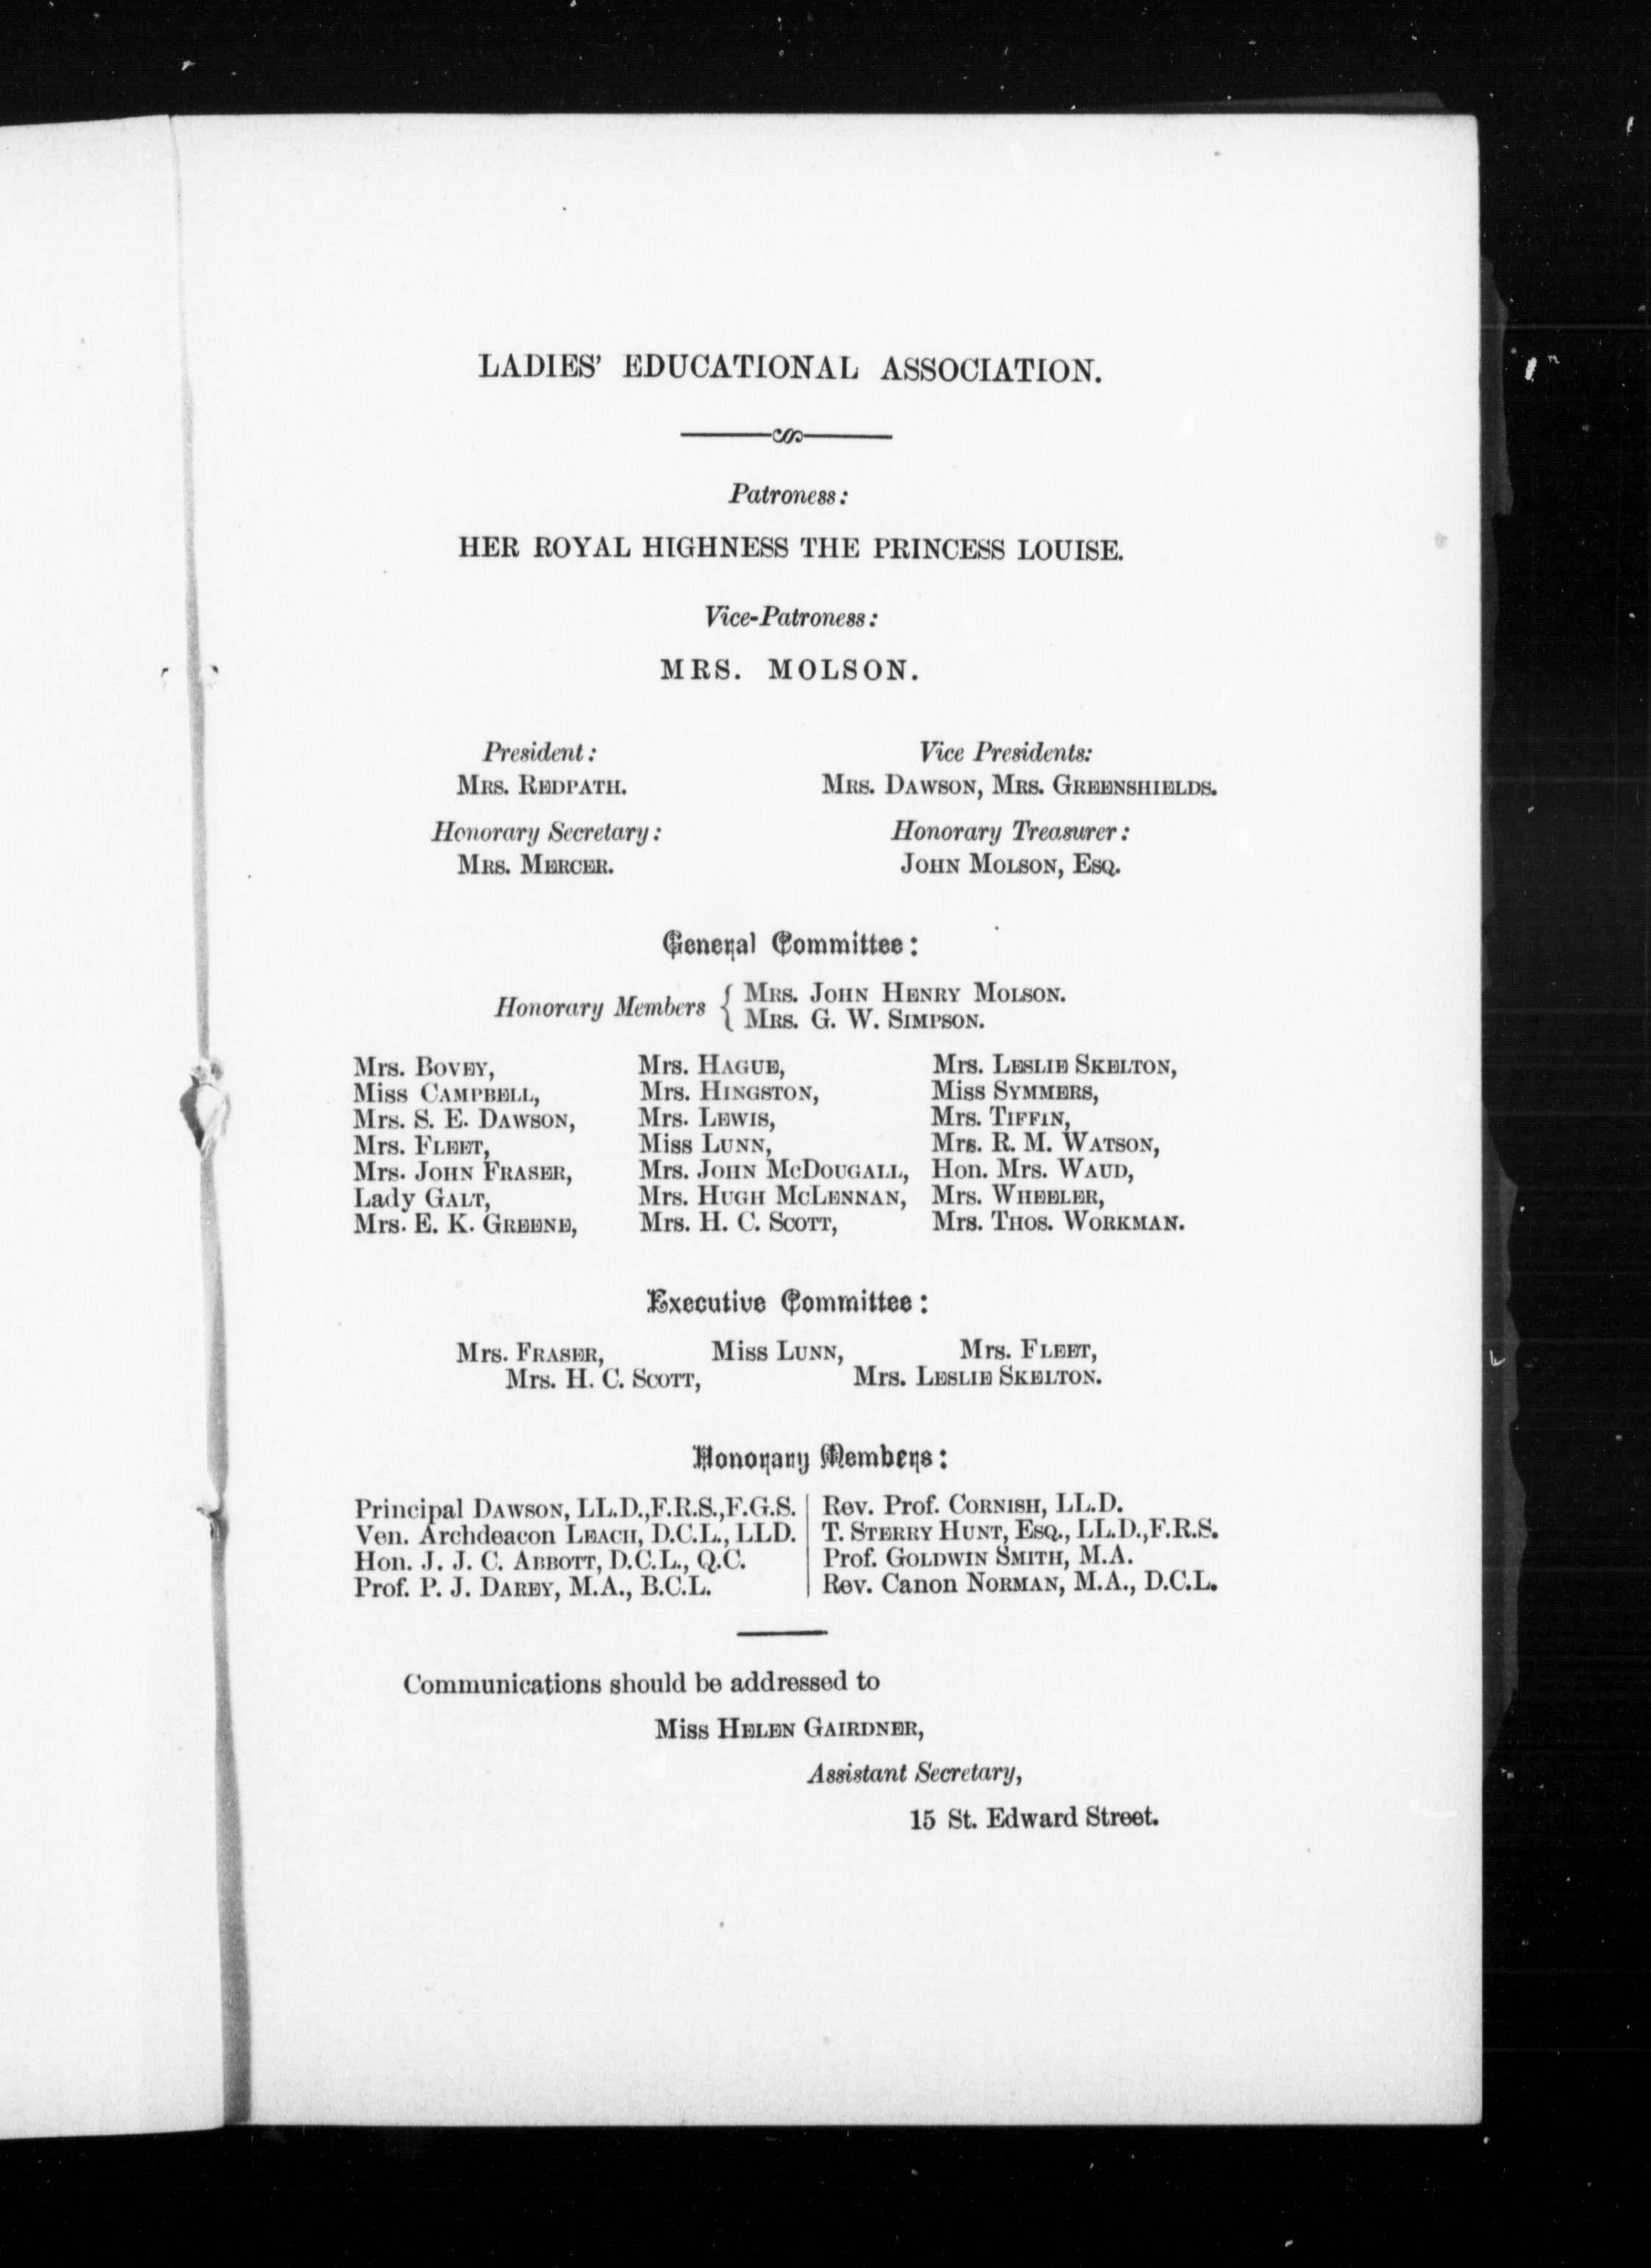 LADIES' EDUCATIONAL ASSOCIATION.
Patroness:
HER ROYAL HIGHNESS THE PRINCESS LOUISE.
Vice-Patroness:
MRS. MOLSON.
President:
MRS. REDPATH.
Vice Presidents:
MRS. DAWSON, MRS. GREENSHIELDS.
Honorary Secretary:
MRS. MERCER.
Honorary Treasurer:
JOHN MOLSON, ESQ.
General Committee:
Honorary Members { MRS. JOHN HENRY MOLSON.
MRS. G. W. SIMPSON.
Mrs. BOVEY,
Miss CAMPBELL,
Mrs. S. E. DAWSON,
Mrs. FLEET,
Mrs. JOHN FRASER,
Lady GALT,
Mrs. E. K. GREENE,
Mrs. HAGUE,
Mrs. HINGSTON,
Mrs. LEWIS,
Miss LUNN,
Mrs. JOHN MCDOUGALL,
Mrs. HUGH MCLENNAN,
Mrs. H. C. SCOTT,
Mrs. LESLIE SKELTON,
Miss SYMMERS,
Mrs. TIFFIN,
Mrs. R. M. WATSON,
Hon. Mrs. WAUD,
Mrs. WHEELER,
Mrs. THOS. WORKMAN.
Executive Committee:
Mrs. FRASER, Miss LUNN, Mrs. FLEET,
Mrs. H. C. SCOTT, Mrs. LESLIE SKELTON.
Honorary Members:
Principal DAWSON, LL.D.,F.R.S.,F.G.S.
Ven. Archdeacon LEACH, D.C.L., LLD.
Hon. J. J. C. ABBOTT, D.C.L., Q.C.
Prof. P. J. DAREY, M.A., B.C.L.
Rev. Prof. CORNISH, LL.D.
T. STERRY HUNT, ESQ., LL.D.,F.R.S.
Prof. GOLDWIN SMITH, M.A.
Rev. Canon NORMAN, M.A., D.C.L.
Communications should be addressed to
Miss HELEN GAIRDNER,
Assistant Secretary,
15 St. Edward Street.